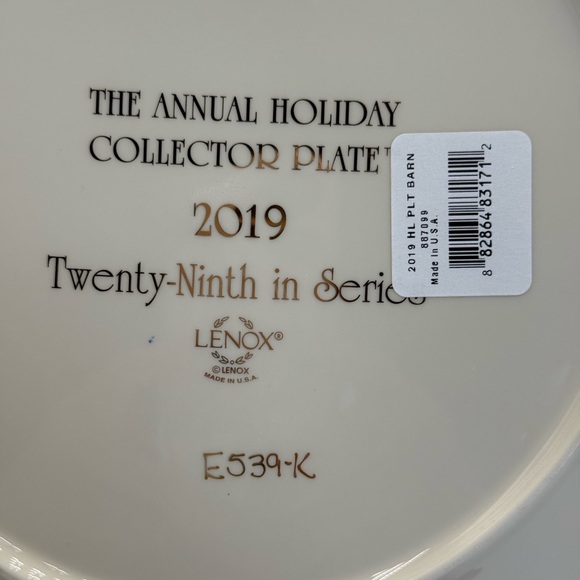 THE ANNUAL HOLIDAY
COLLECTOR PLATE™
2019
Twenty-Ninth in Series
LENOX®
©LENOX
MADE IN U.S.A.
E539-K
2019 HL PLT BARN
887099
Made in U.S.A.
8 82864 83171 2